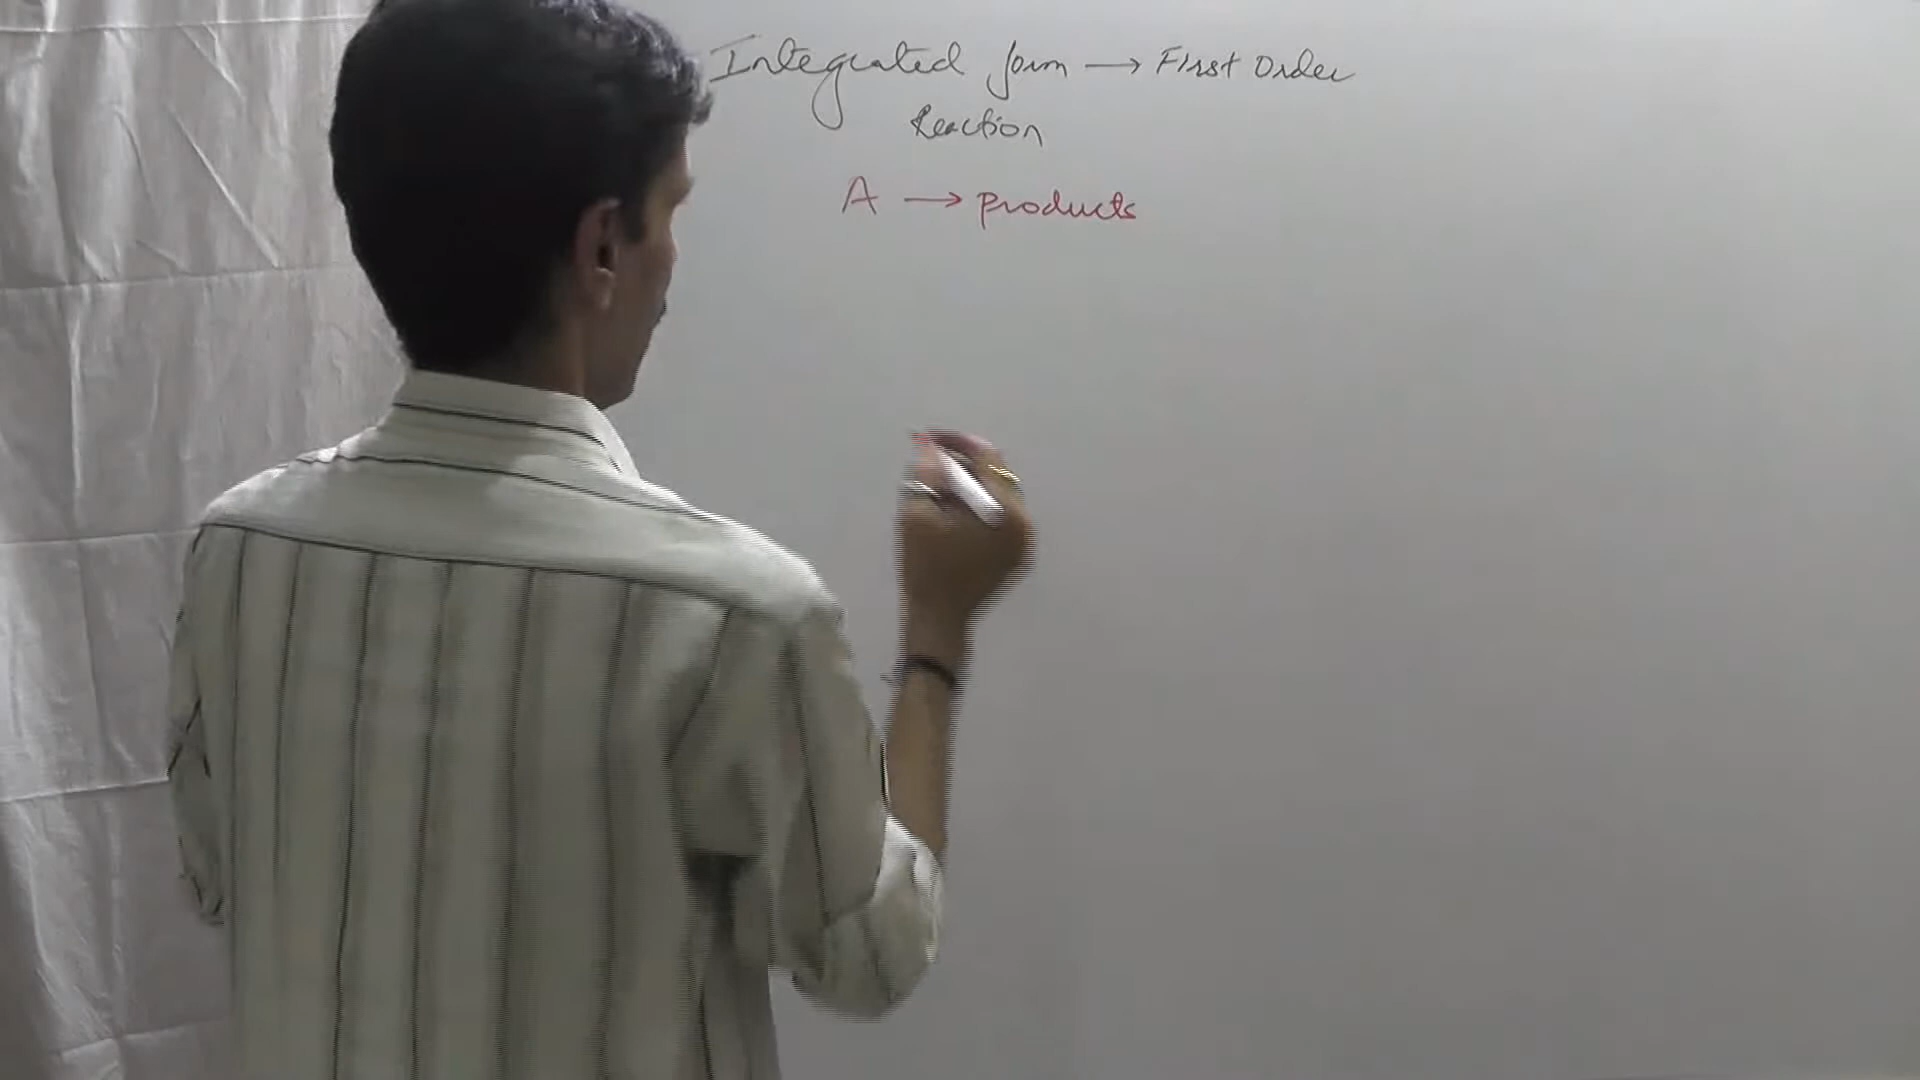 Integrated form → First Order
Reaction
A → products